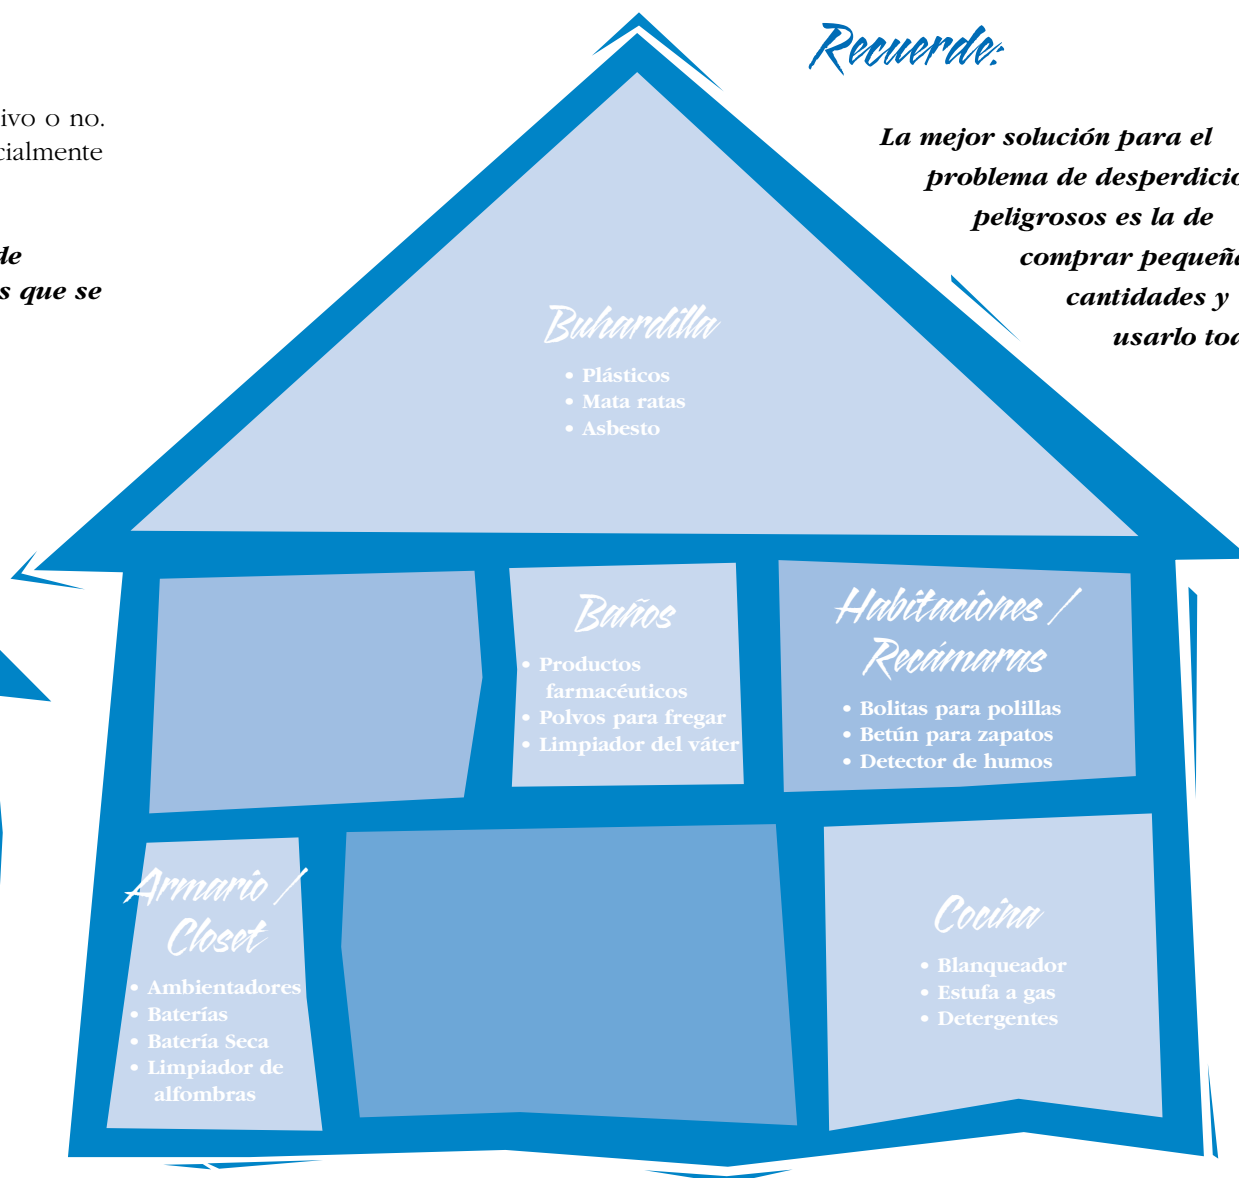 ivo o no.
cialmente
de
s que se
Recuerde:
La mejor solución para el
problema de desperdicio
peligrosos es la de
comprar pequeña
cantidades y
usarlo tod
Buhardilla
• Plásticos
• Mata ratas
• Asbesto
Baños
• Productos
farmacéuticos
• Polvos para fregar
• Limpiador del váter
Habitaciones /
Recámaras
• Bolitas para polillas
• Betún para zapatos
• Detector de humos
Armario /
Closet
• Ambientadores
• Baterías
• Batería Seca
• Limpiador de
alfombras
Cocina
• Blanqueador
• Estufa a gas
• Detergentes